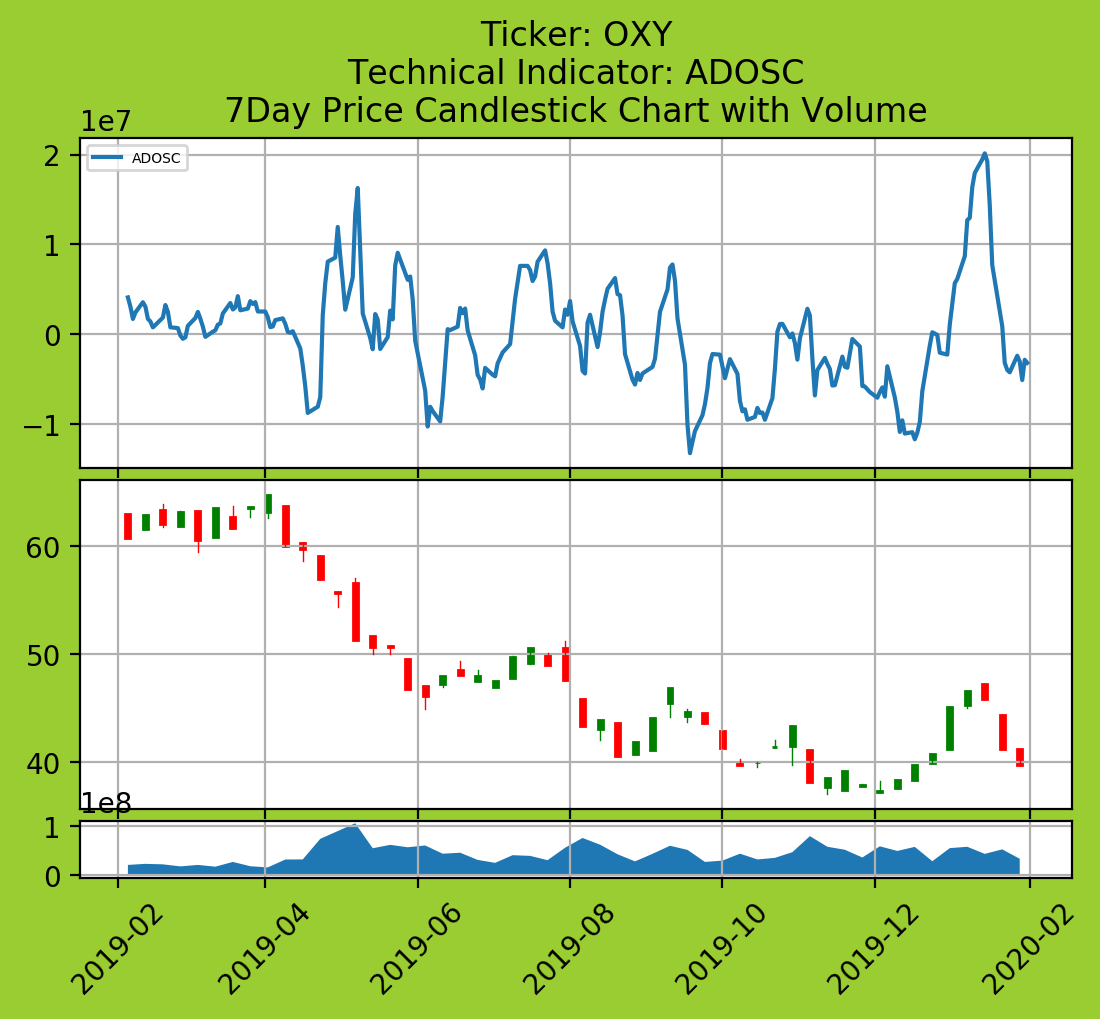 Ticker: OXY
Technical Indicator: ADOSC
7Day Price Candlestick Chart with Volume
1e7
ADOSC
2
1
0
−1
60
50
40
1e8
1
0
2019-02
2019-04
2019-06
2019-08
2019-10
2019-12
2020-02